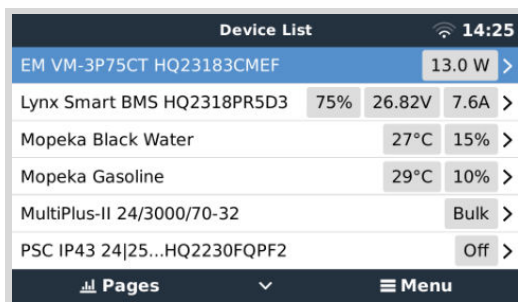 Device List 14:25
EM VM-3P75CT HQ23183CMEF 13.0 W
Lynx Smart BMS HQ2318PR5D3 75% 26.82V 7.6A
Mopeka Black Water 27°C 15%
Mopeka Gasoline 29°C 10%
MultiPlus-II 24/3000/70-32 Bulk
PSC IP43 24|25...HQ2230FQPF2 Off
Pages Menu